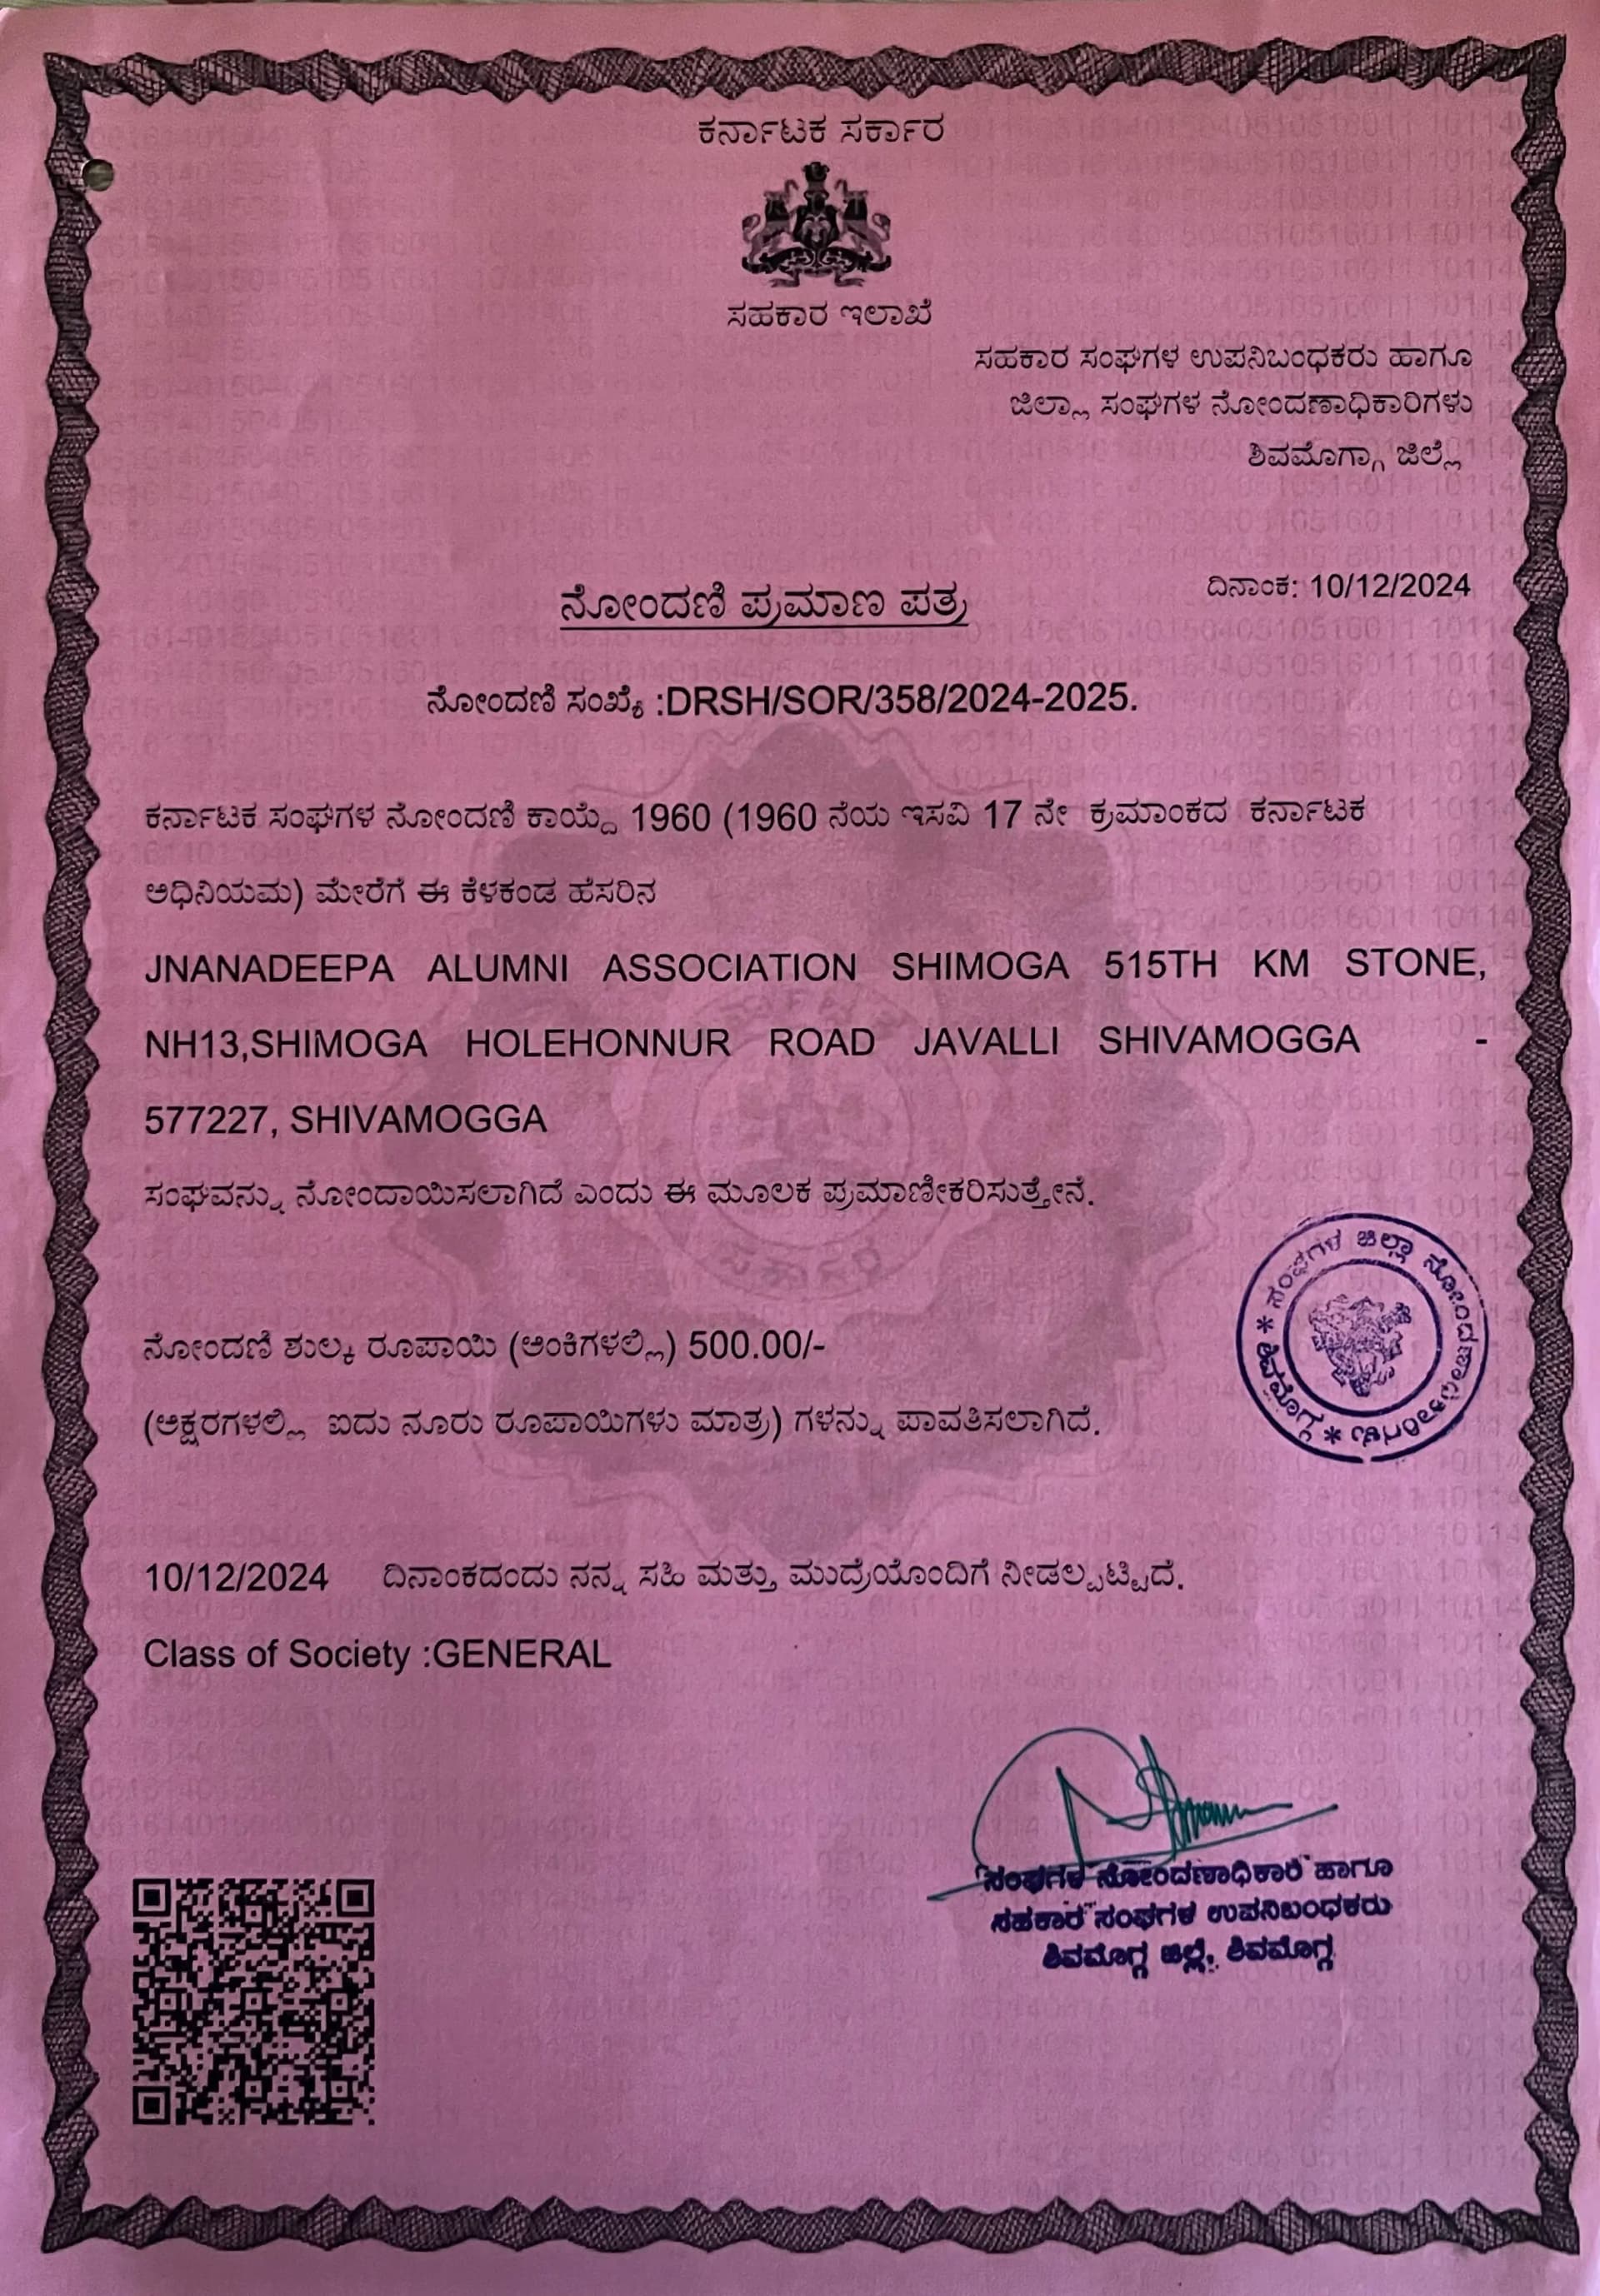 ಕರ್ನಾಟಕ ಸರ್ಕಾರ
ಸಹಕಾರ ಇಲಾಖೆ
ಸಹಕಾರ ಸಂಘಗಳ ಉಪನಿಬಂಧಕರು ಹಾಗೂ
ಜಿಲ್ಲಾ ಸಂಘಗಳ ನೋಂದಣಾಧಿಕಾರಿಗಳು
ಶಿವಮೊಗ್ಗಾ ಜಿಲ್ಲೆ
ದಿನಾಂಕ: 10/12/2024
ನೋಂದಣಿ ಪ್ರಮಾಣ ಪತ್ರ
ನೋಂದಣಿ ಸಂಖ್ಯೆ :DRSH/SOR/358/2024-2025.
ಕರ್ನಾಟಕ ಸಂಘಗಳ ನೋಂದಣಿ ಕಾಯ್ದೆ 1960 (1960 ನೆಯ ಇಸವಿ 17 ನೇ ಕ್ರಮಾಂಕದ ಕರ್ನಾಟಕ
ಅಧಿನಿಯಮ) ಮೇರೆಗೆ ಈ ಕೆಳಕಂಡ ಹೆಸರಿನ
JNANADEEPA ALUMNI ASSOCIATION SHIMOGA 515TH KM STONE,
NH13,SHIMOGA HOLEHONNUR ROAD JAVALLI SHIVAMOGGA -
577227, SHIVAMOGGA
ಸಂಘವನ್ನು ನೋಂದಾಯಿಸಲಾಗಿದೆ ಎಂದು ಈ ಮೂಲಕ ಪ್ರಮಾಣೀಕರಿಸುತ್ತೇನೆ.
ಸಂಘಗಳ ಜಿಲ್ಲಾ ನೋಂದಣಾಧಿಕಾರಿಗಳು * ಶಿವಮೊಗ್ಗ *
ನೋಂದಣಿ ಶುಲ್ಕ ರೂಪಾಯಿ (ಅಂಕಿಗಳಲ್ಲಿ) 500.00/-
(ಅಕ್ಷರಗಳಲ್ಲಿ ಐದು ನೂರು ರೂಪಾಯಿಗಳು ಮಾತ್ರ) ಗಳನ್ನು ಪಾವತಿಸಲಾಗಿದೆ.
10/12/2024 ದಿನಾಂಕದಂದು ನನ್ನ ಸಹಿ ಮತ್ತು ಮುದ್ರೆಯೊಂದಿಗೆ ನೀಡಲ್ಪಟ್ಟಿದೆ.
Class of Society :GENERAL
ಸಂಘಗಳ ನೋಂದಣಾಧಿಕಾರಿ ಹಾಗೂ
ಸಹಕಾರ ಸಂಘಗಳ ಉಪನಿಬಂಧಕರು
ಶಿವಮೊಗ್ಗ ಜಿಲ್ಲೆ, ಶಿವಮೊಗ್ಗ